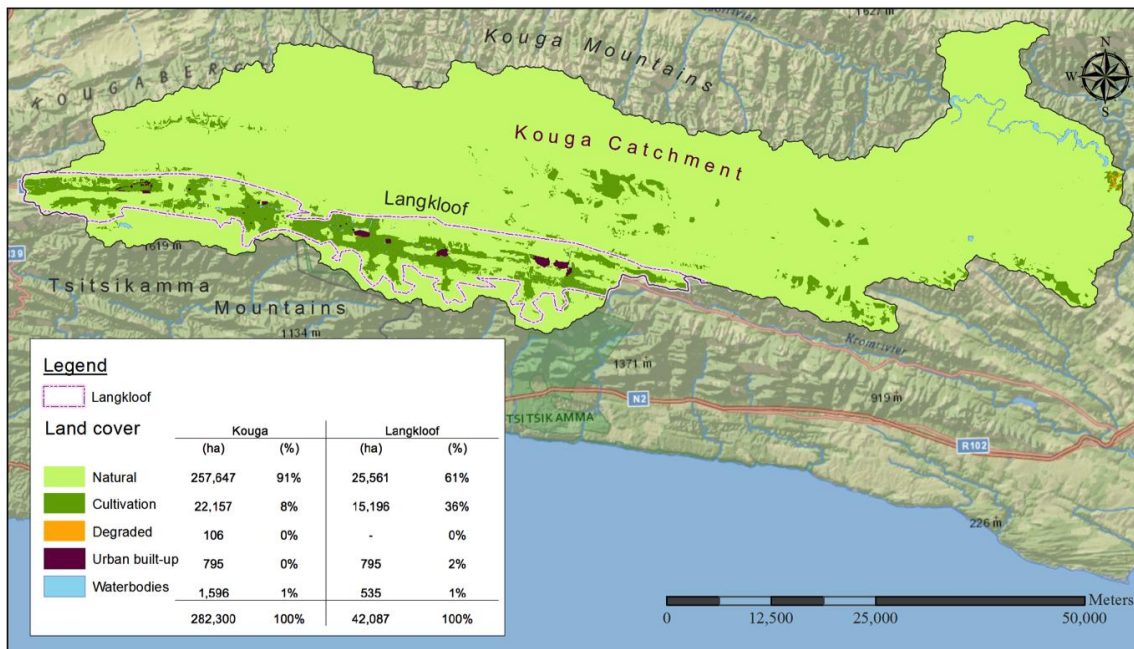 1627 m
Kouga Mountains
KOUGABERG
N
W
S
Kouga Catchment
Langkloof
1619 m
Tsitsikamma
Mountains
1134 m
Kromrivier
1371 m
919 m
N2
TSITSIKAMMA
R102
226 m
Legend
Langkloof
Land cover
Kouga Langkloof
(ha) (%) (ha) (%)
Natural 257,647 91% 25,561 61%
Cultivation 22,157 8% 15,196 36%
Degraded 106 0% - 0%
Urban built-up 795 0% 795 2%
Waterbodies 1,596 1% 535 1%
282,300 100% 42,087 100%
Meters
0 12,500 25,000 50,000